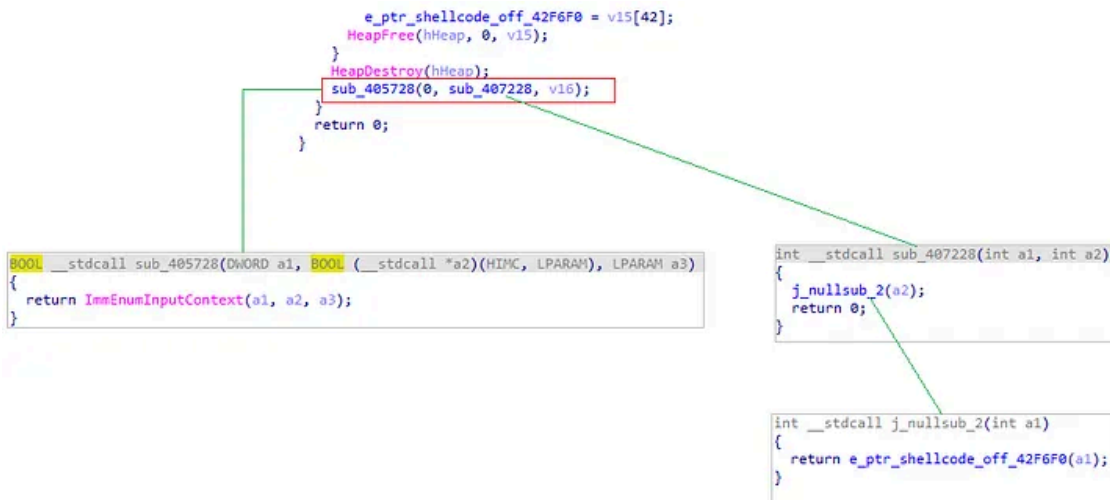 e_ptr_shellcode_off_42F6F0 = v15[42];
HeapFree(hHeap, 0, v15);
}
HeapDestroy(hHeap);
sub_405728(0, sub_407228, v16);
}
return 0;
}
BOOL __stdcall sub_405728(DWORD a1, BOOL (__stdcall *a2)(HIMC, LPARAM), LPARAM a3)
{
return ImmEnumInputContext(a1, a2, a3);
}
int __stdcall sub_407228(int a1, int a2)
{
j_nullsub_2(a2);
return 0;
}
int __stdcall j_nullsub_2(int a1)
{
return e_ptr_shellcode_off_42F6F0(a1);
}